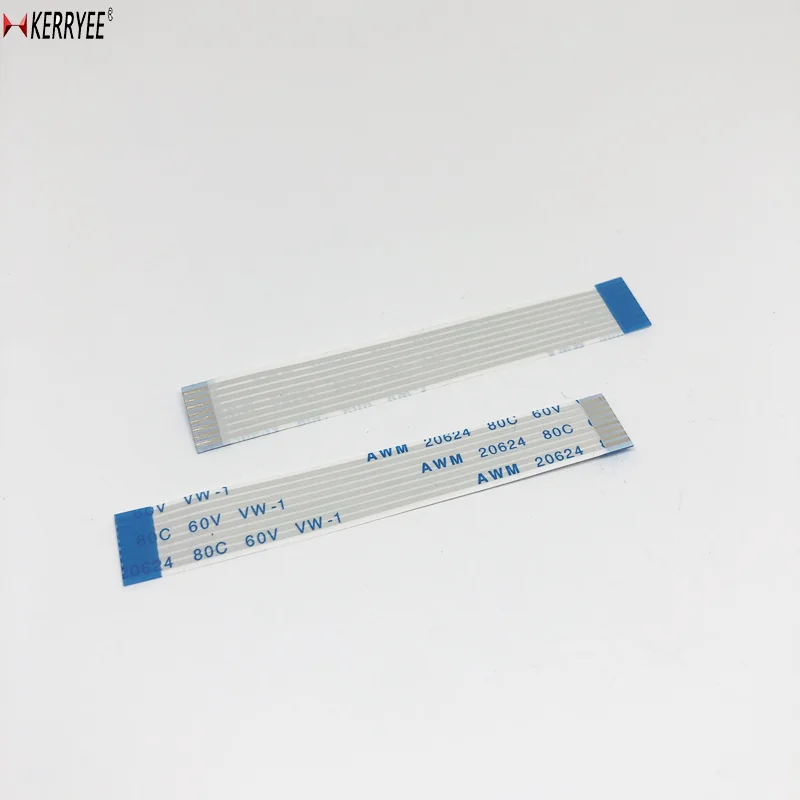 KERRYEE®
AWM 20624 80C 60V
AWM 20624 80C
AWM 20624
60V VW-1
80C 60V VW-1
20624 80C 60V VW-1